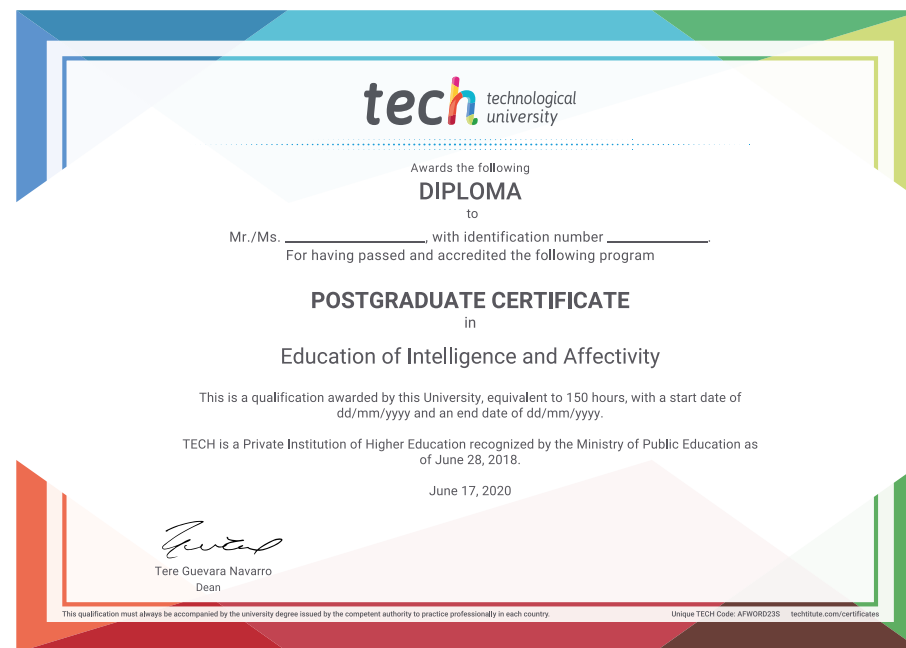 tech technological
university
Awards the following
DIPLOMA
to
Mr./Ms. ____________________, with identification number ______________.
For having passed and accredited the following program
POSTGRADUATE CERTIFICATE
in
Education of Intelligence and Affectivity
This is a qualification awarded by this University, equivalent to 150 hours, with a start date of
dd/mm/yyyy and an end date of dd/mm/yyyy.
TECH is a Private Institution of Higher Education recognized by the Ministry of Public Education as
of June 28, 2018.
June 17, 2020
Tere Guevara Navarro
Dean
This qualification must always be accompanied by the university degree issued by the competent authority to practice professionally in each country. Unique TECH Code: AFWORD23S techtitute.com/certificates